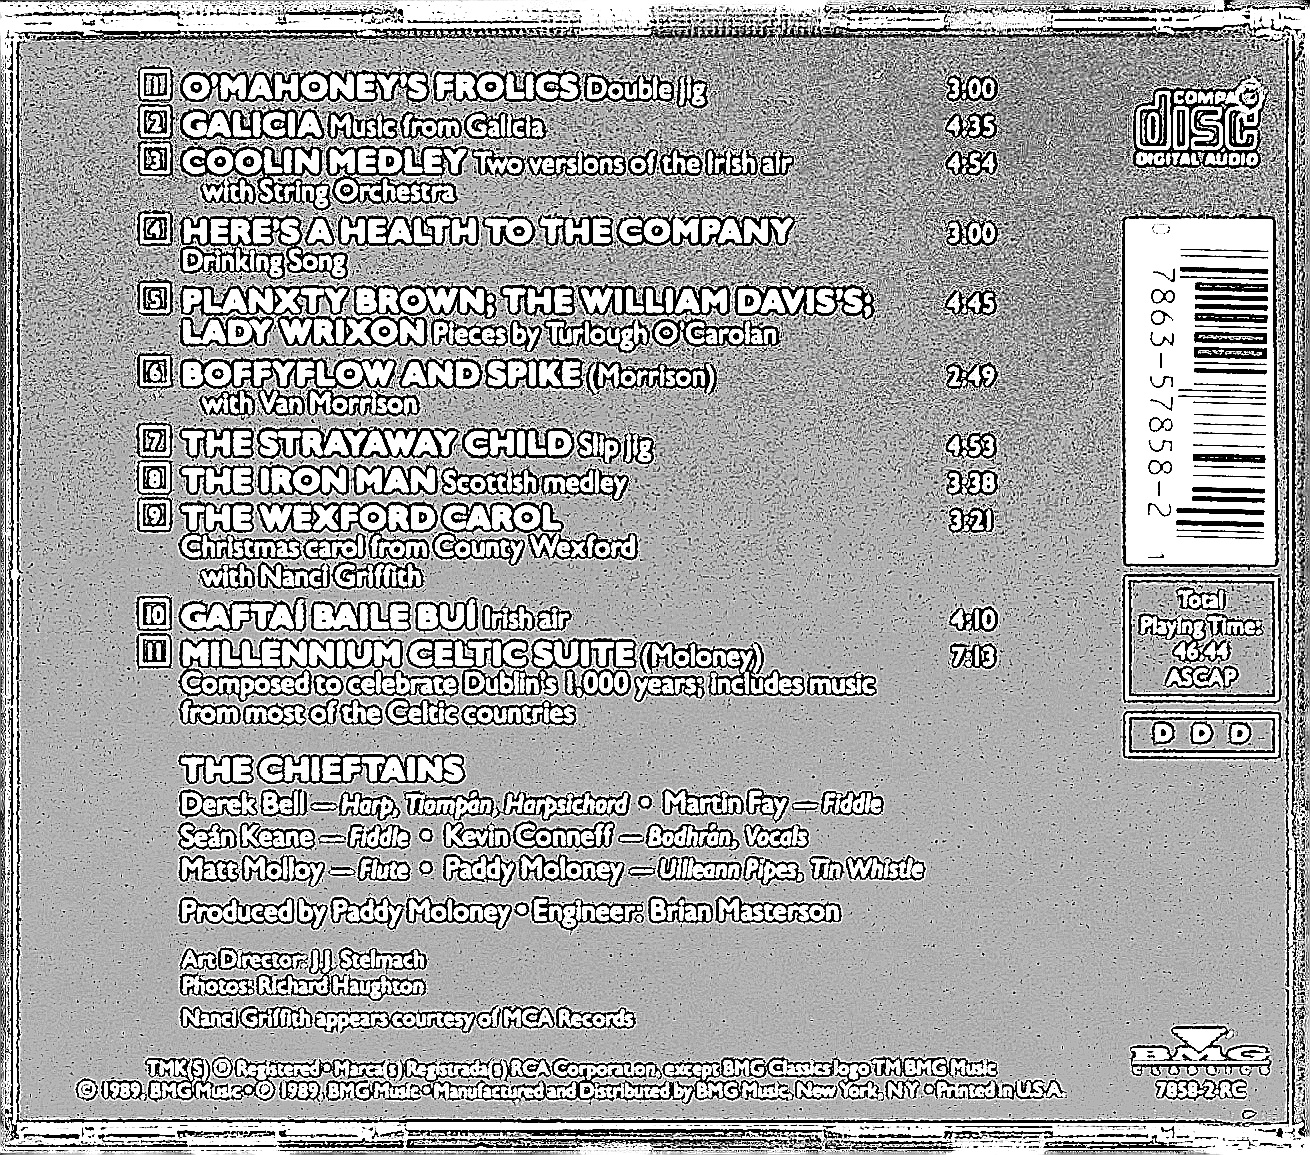 1 O'MAHONEY'S FROLICS Double Jig 3:00
2 GALICIA Music from Galicia 4:35
3 COOLIN MEDLEY Two versions of the Irish air 4:54
with String Orchestra
4 HERE'S A HEALTH TO THE COMPANY 3:00
Drinking Song
5 PLANXTY BROWN; THE WILLIAM DAVIS'S; 4:45
LADY WRIXON Pieces by Turlough O'Carolan
6 BOFFYFLOW AND SPIKE (Morrison) 2:49
with Van Morrison
7 THE STRAYAWAY CHILD Slip jig 4:53
8 THE IRON MAN Scottish medley 3:38
9 THE WEXFORD CAROL 3:21
Christmas carol from County Wexford
with Nanci Griffith
10 GAFTAÍ BAILE BUÍ Irish air 4:10
11 MILLENNIUM CELTIC SUITE (Moloney) 7:13
Composed to celebrate Dublin's 1,000 years; includes music
from most of the Celtic countries
THE CHIEFTAINS
Derek Bell—Harp, Tiompán, Harpsichord • Martin Fay—Fiddle
Seán Keane—Fiddle • Kevin Conneff—Bodhrán, Vocals
Matt Molloy—Flute • Paddy Moloney—Uilleann Pipes, Tin Whistle
Produced by Paddy Moloney • Engineer: Brian Masterson
Art Director: J.J. Stelmach
Photos: Richard Haughton
Nanci Griffith appears courtesy of MCA Records
TMK(S) ® Registered • Marca(s) Registrada(s) RCA Corporation, except BMG Classics logo TM BMG Music
© 1989, BMG Music • ℗ 1989, BMG Music • Manufactured and Distributed by BMG Music, New York, N.Y. • Printed in U.S.A.
COMPACT
disc
DIGITAL AUDIO
0 7863-57858-2 1
Total
Playing Time:
46:44
ASCAP
D D D
BMG
CLASSICS
7858-2-RC